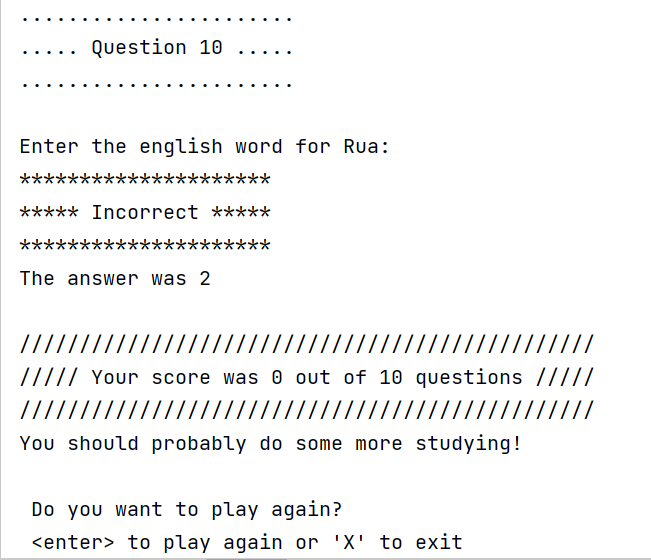 .......................
..... Question 10 .....
.......................
Enter the english word for Rua:
*********************
***** Incorrect *****
*********************
The answer was 2
////////////////////////////////////////////////
///// Your score was 0 out of 10 questions /////
////////////////////////////////////////////////
You should probably do some more studying!
Do you want to play again?
<enter> to play again or 'X' to exit